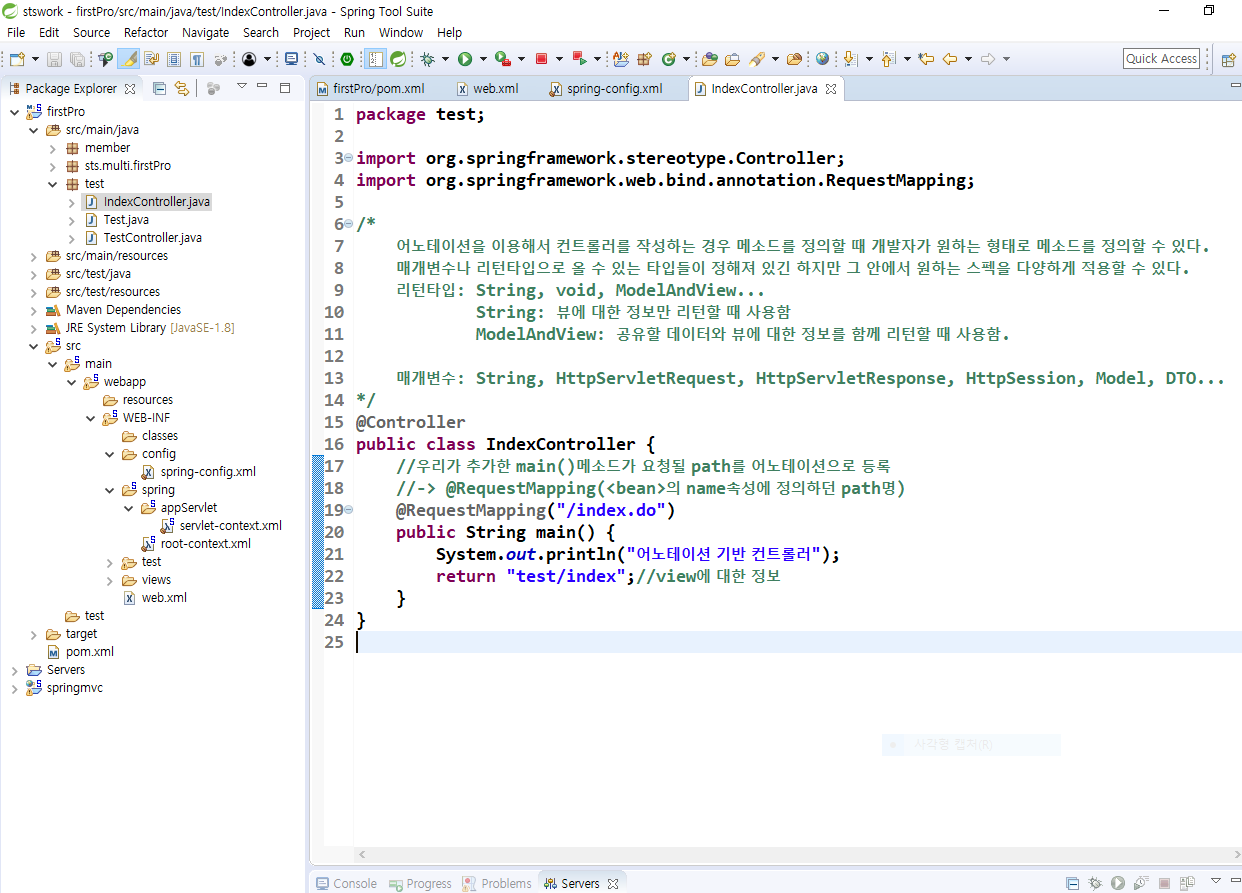 stswork - firstPro/src/main/java/test/IndexController.java - Spring Tool Suite
File Edit Source Refactor Navigate Search Project Run Window Help
Quick Access
Package Explorer
firstPro
src/main/java
member
sts.multi.firstPro
test
IndexController.java
Test.java
TestController.java
src/main/resources
src/test/java
src/test/resources
Maven Dependencies
JRE System Library [JavaSE-1.8]
src
main
webapp
resources
WEB-INF
classes
config
spring-config.xml
spring
appServlet
servlet-context.xml
root-context.xml
test
views
web.xml
test
target
pom.xml
Servers
springmvc
firstPro/pom.xml web.xml spring-config.xml IndexController.java
1 package test;
2
3 import org.springframework.stereotype.Controller;
4 import org.springframework.web.bind.annotation.RequestMapping;
5
6 /*
7 어노테이션을 이용해서 컨트롤러를 작성하는 경우 메소드를 정의할 때 개발자가 원하는 형태로 메소드를 정의할 수 있다.
8 매개변수나 리턴타입으로 올 수 있는 타입들이 정해져 있긴 하지만 그 안에서 원하는 스펙을 다양하게 적용할 수 있다.
9 리턴타입: String, void, ModelAndView...
10 String: 뷰에 대한 정보만 리턴할 때 사용함
11 ModelAndView: 공유할 데이터와 뷰에 대한 정보를 함께 리턴할 때 사용함.
12
13 매개변수: String, HttpServletRequest, HttpServletResponse, HttpSession, Model, DTO...
14 */
15 @Controller
16 public class IndexController {
17 //우리가 추가한 main()메소드가 요청될 path를 어노테이션으로 등록
18 //-> @RequestMapping(<bean>의 name속성에 정의하던 path명)
19 @RequestMapping("/index.do")
20 public String main() {
21 System.out.println("어노테이션 기반 컨트롤러");
22 return "test/index";//view에 대한 정보
23 }
24 }
25
사각형 캡처(R)
Console Progress Problems Servers